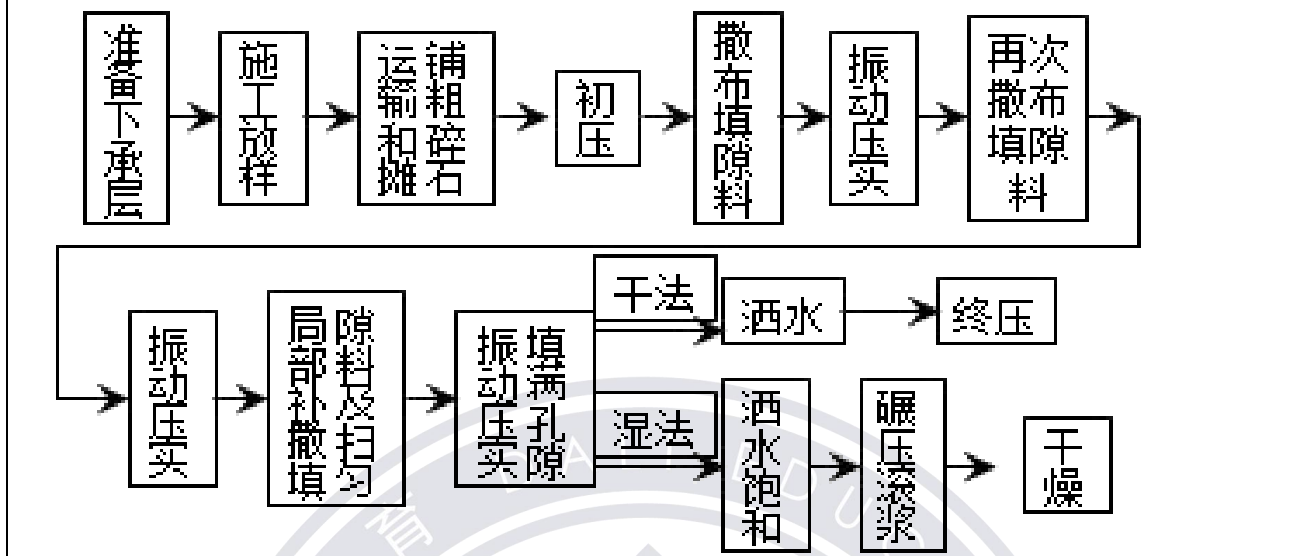 准备下承层
施工放样
运输和摊
铺粗碎石
初压
撒布填隙料
振动压实
再次
撒布
填隙
料
振动压实
局部补撒填
隙料及扫匀
振动压实
填满孔隙
干法
洒水
终压
湿法
洒水饱和
碾压滚浆
干燥
育
EDU